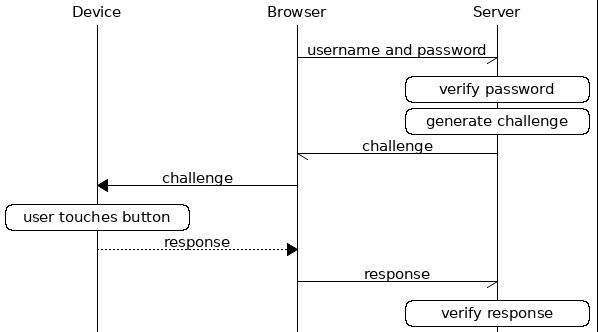 Device
Browser
Server
username and password
verify password
generate challenge
challenge
challenge
user touches button
response
response
verify response